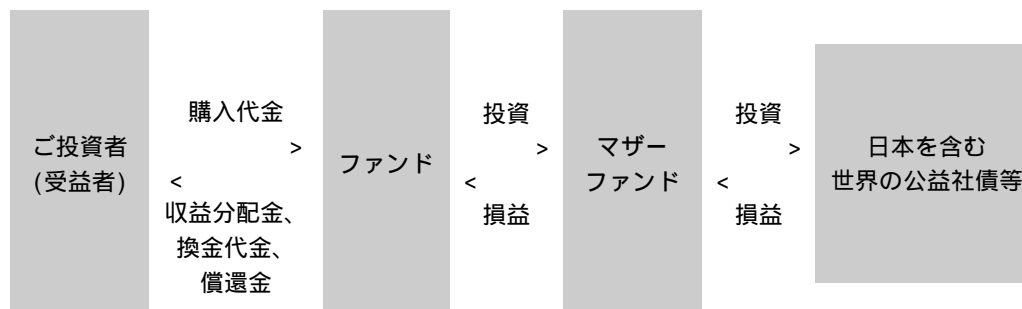 ご投資者
(受益者)
購入代金
>
<
収益分配金、
換金代金、
償還金
ファンド
投資
>
<
損益
マザー
ファンド
投資
>
<
損益
日本を含む
世界の公益社債等